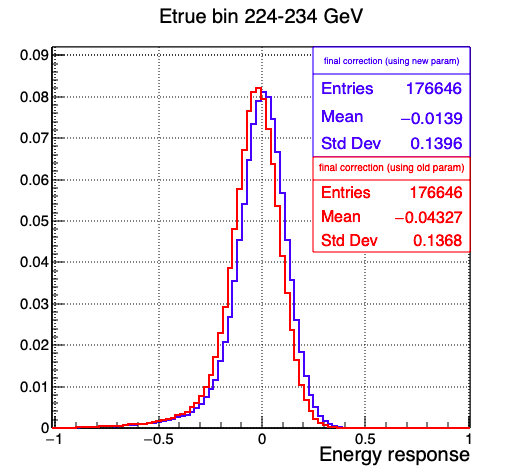 Etrue bin 224-234 GeV
final correction (using new param)
Entries 176646
Mean −0.0139
Std Dev 0.1396
final correction (using old param)
Entries 176646
Mean −0.04327
Std Dev 0.1368
0.09
0.08
0.07
0.06
0.05
0.04
0.03
0.02
0.01
0
−1 −0.5 0 0.5 1
Energy response